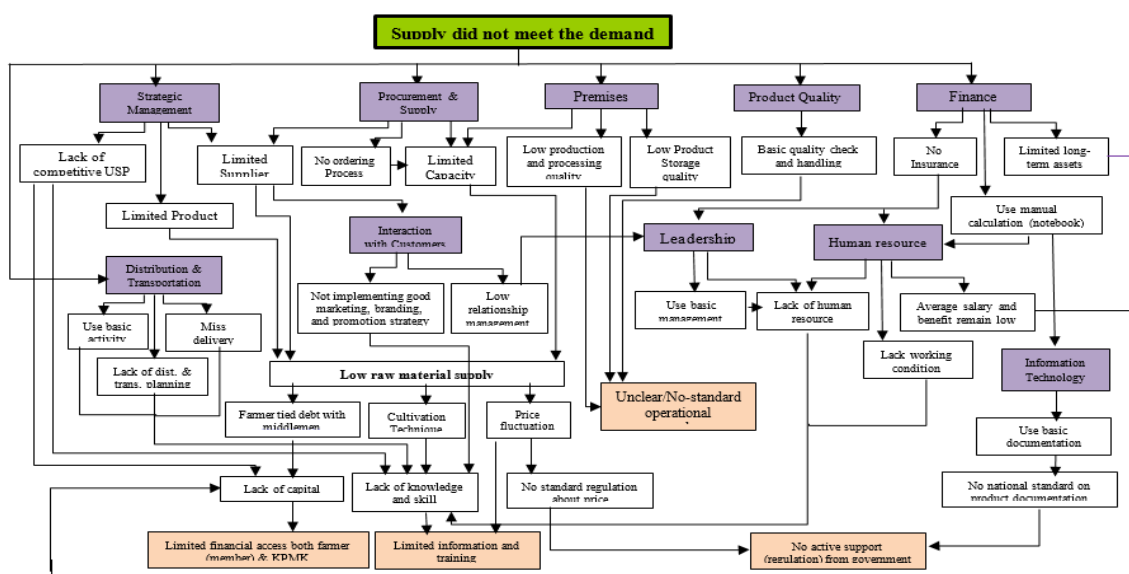 Supply did not meet the demand
Strategic
Management
Procurement &
Supply
Premises
Product Quality
Finance
Lack of
competitive USP
Limited
Supplier
No ordering
Process
Limited
Capacity
Low production
and processing
quality
Low Product
Storage
quality
Basic quality check
and handling
No
Insurance
Limited long-
term assets
Limited Product
Interaction
with Customers
Leadership
Human resource
Use manual
calculation (notebook)
Distribution &
Transportation
Not implementing good
marketing, branding,
and promotion strategy
Low
relationship
management
Use basic
management
Lack of human
resource
Average salary and
benefit remain low
Use basic
activity
Miss
delivery
Lack of dist. &
trans. planning
Low raw material supply
Lack working
condition
Information
Technology
Unclear/No-standard
operational
Farmer tied debt with
middlemen
Cultivation
Technique
Price
fluctuation
Use basic
documentation
Lack of capital
Lack of knowledge
and skill
No standard regulation
about price
No national standard on
product documentation
Limited financial access both farmer
(member) & KPMK
Limited information and
training
No active support
(regulation) from government